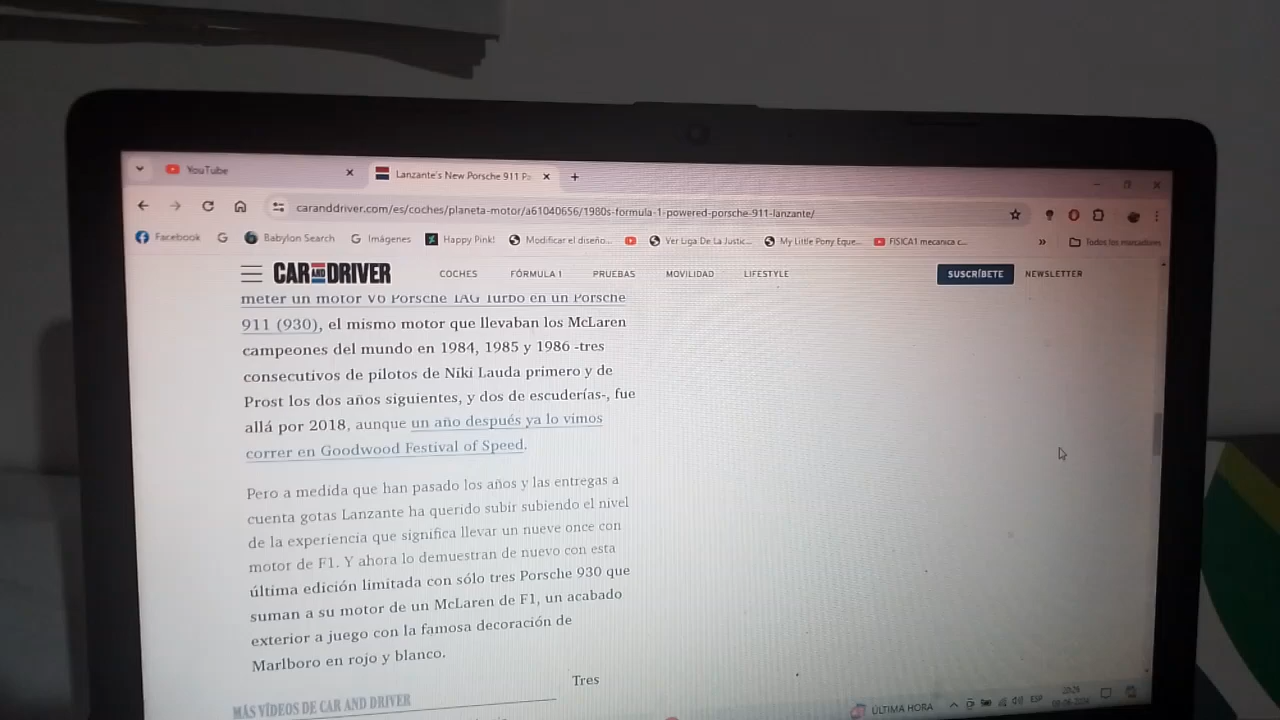 YouTube
Lanzante's New Porsche 911 P
caranddriver.com/es/coches/planeta-motor/a61040656/1980s-formula-1-powered-porsche-911-lanzante/
Facebook G Babylon Search Imágenes Happy Pink! Modificar el diseño... Ver Liga De La Justic... My Little Pony Eque... FISICA1 mecanica c... » Todos los marcadores
CAR AND DRIVER COCHES FÓRMULA 1 PRUEBAS MOVILIDAD LIFESTYLE SUSCRÍBETE NEWSLETTER
meter un motor V6 Porsche TAG Turbo en un Porsche
911 (930), el mismo motor que llevaban los McLaren
campeones del mundo en 1984, 1985 y 1986 -tres
consecutivos de pilotos de Niki Lauda primero y de
Prost los dos años siguientes, y dos de escuderías-, fue
allá por 2018, aunque un año después ya lo vimos
correr en Goodwood Festival of Speed.
Pero a medida que han pasado los años y las entregas a
cuenta gotas Lanzante ha querido subir subiendo el nivel
de la experiencia que significa llevar un nueve once con
motor de F1. Y ahora lo demuestran de nuevo con esta
última edición limitada con sólo tres Porsche 930 que
suman a su motor de un McLaren de F1, un acabado
exterior a juego con la famosa decoración de
Marlboro en rojo y blanco.
Tres
MÁS VÍDEOS DE CAR AND DRIVER
ÚLTIMA HORA ESP